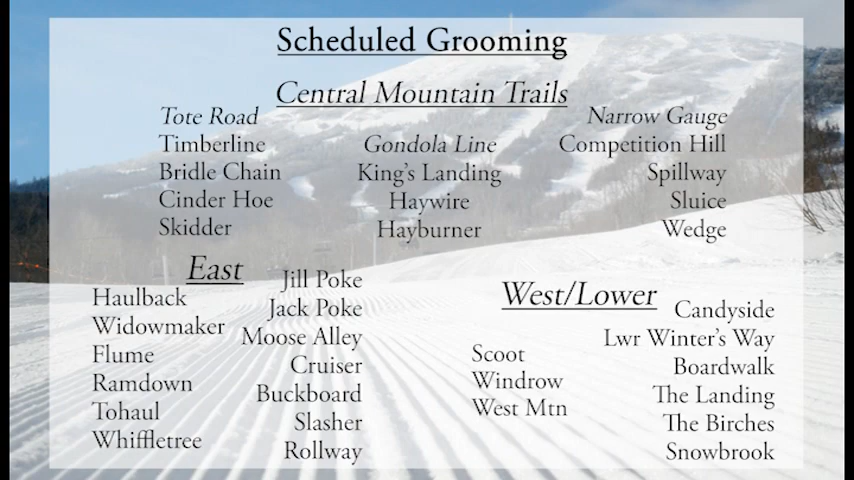 Scheduled Grooming
Central Mountain Trails
Tote Road
Timberline
Bridle Chain
Cinder Hoe
Skidder
Gondola Line
King's Landing
Haywire
Hayburner
Narrow Gauge
Competition Hill
Spillway
Sluice
Wedge
East
Haulback
Widowmaker
Flume
Ramdown
Tohaul
Whiffletree
Jill Poke
Jack Poke
Moose Alley
Cruiser
Buckboard
Slasher
Rollway
West/Lower
Scoot
Windrow
West Mtn
Candyside
Lwr Winter's Way
Boardwalk
The Landing
The Birches
Snowbrook